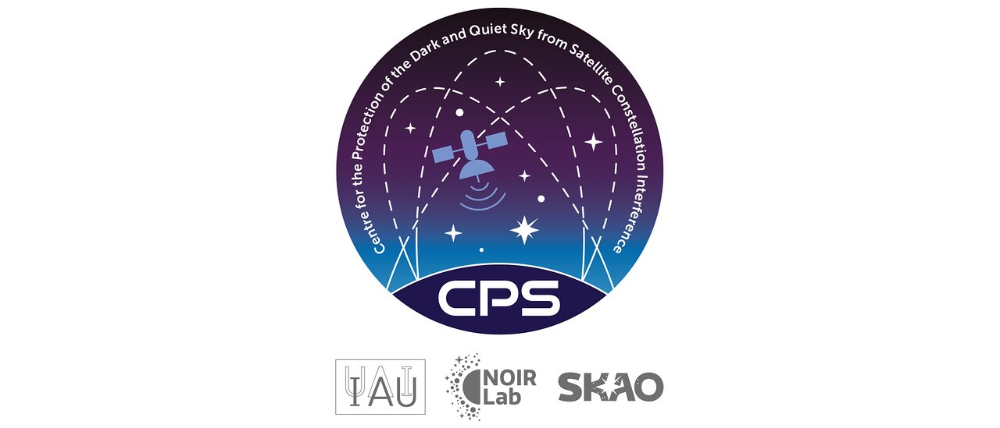 Centre for the Protection of the Dark and Quiet Sky from Satellite Constellation Interference
CPS
UAI
IAU
NOIR
Lab
SKAO